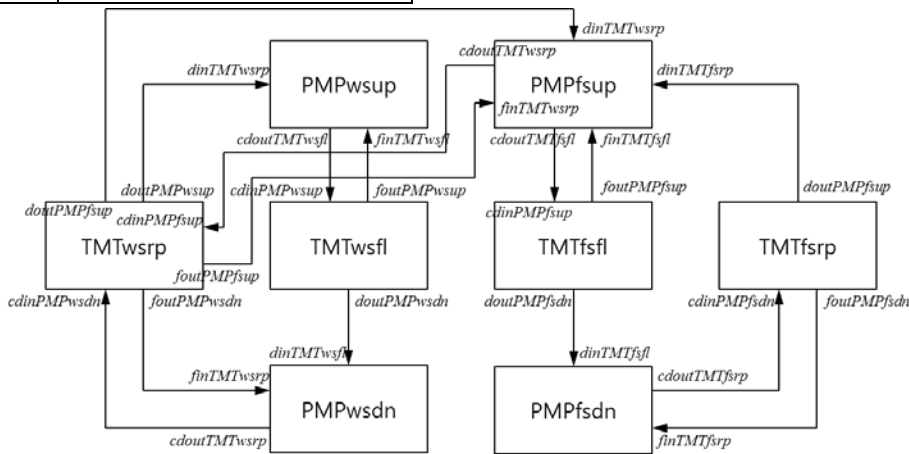 dinTMTwsrp
cdoutTMTwsrp
dinTMTwsrp
PMPwsup
PMPfsup
dinTMTfsrp
finTMTwsrp
cdoutTMTwsfl
finTMTwsfl
cdoutTMTfsfl
finTMTfsfl
doutPMPwsup
cdinPMPwsup
foutPMPwsup
foutPMPfsup
doutPMPfsup
doutPMPfsup
cdinPMPfsup
cdinPMPfsup
TMTwsrp
TMTwsfl
TMTfsfl
TMTfsrp
foutPMPfsup
cdinPMPwsdn
foutPMPwsdn
doutPMPwsdn
doutPMPfsdn
cdinPMPfsdn
foutPMPfsdn
dinTMTwsfl
dinTMTfsfl
finTMTwsrp
cdoutTMTfsrp
PMPwsdn
PMPfsdn
cdoutTMTwsrp
finTMTfsrp